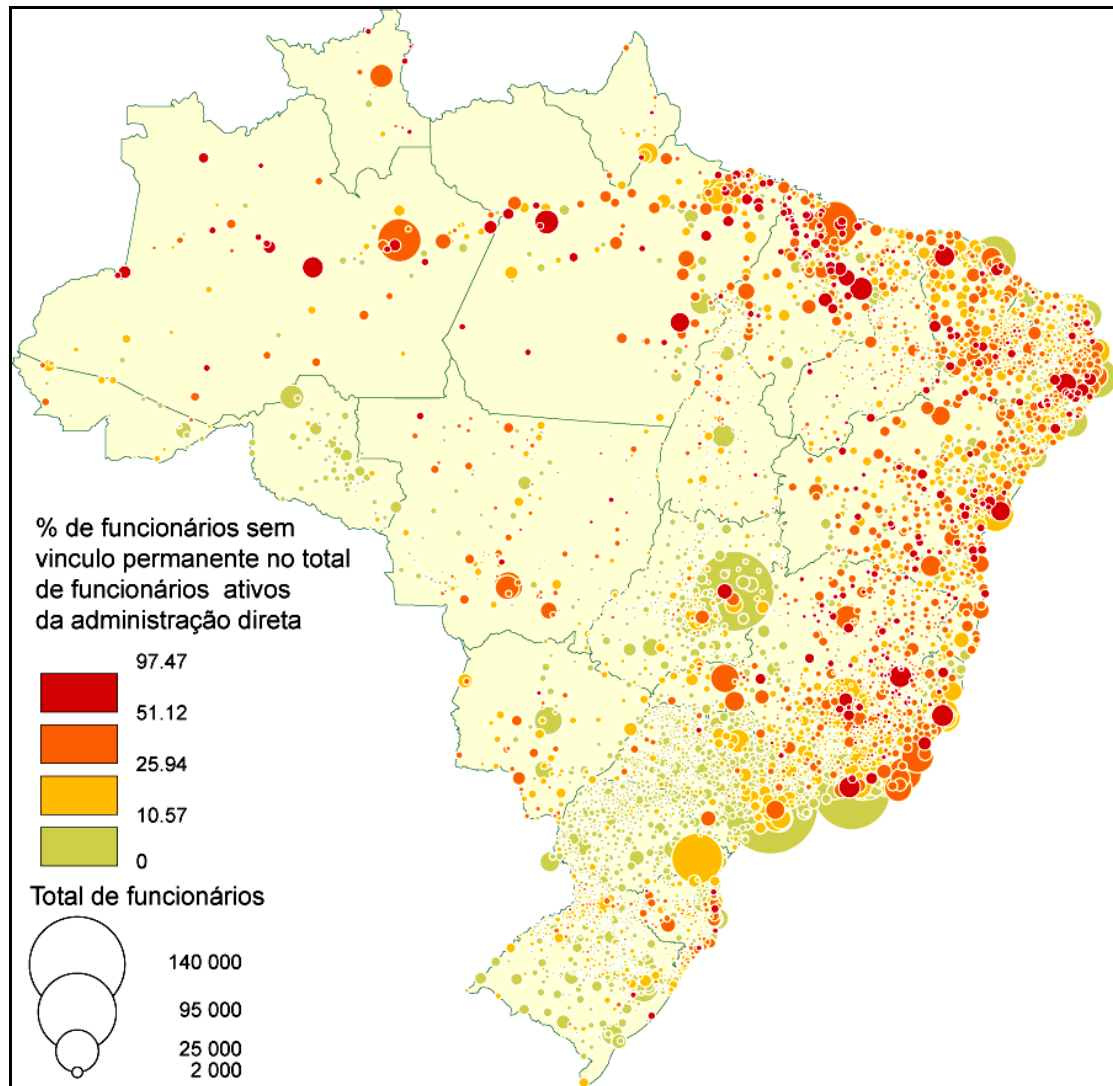 % de funcionários sem
vinculo permanente no total
de funcionários ativos
da administração direta
97.47
51.12
25.94
10.57
0
Total de funcionários
140 000
95 000
25 000
2 000